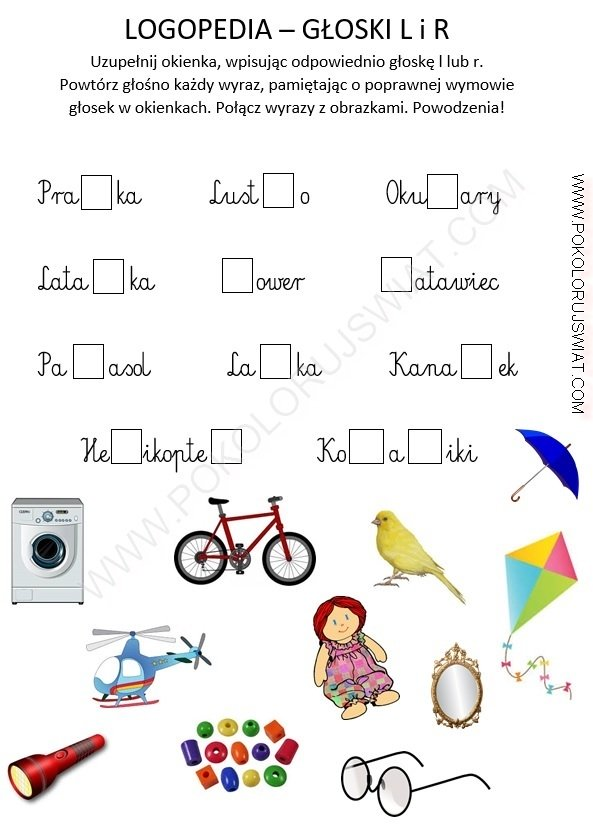 LOGOPEDIA – GŁOSKI L i R
Uzupełnij okienka, wpisując odpowiednio głoskę l lub r.
Powtórz głośno każdy wyraz, pamiętając o poprawnej wymowie
głosek w okienkach. Połącz wyrazy z obrazkami. Powodzenia!
Pra□ka Lust□o Oku□ary
Lata□ka □ower □atawiec
Pa□asol La□ka Kana□ek
He□ikopte□ Ko□a□iki
WWW.POKOLORUJSWIAT.COM
WWW.POKOLORUJSWIAT.COM